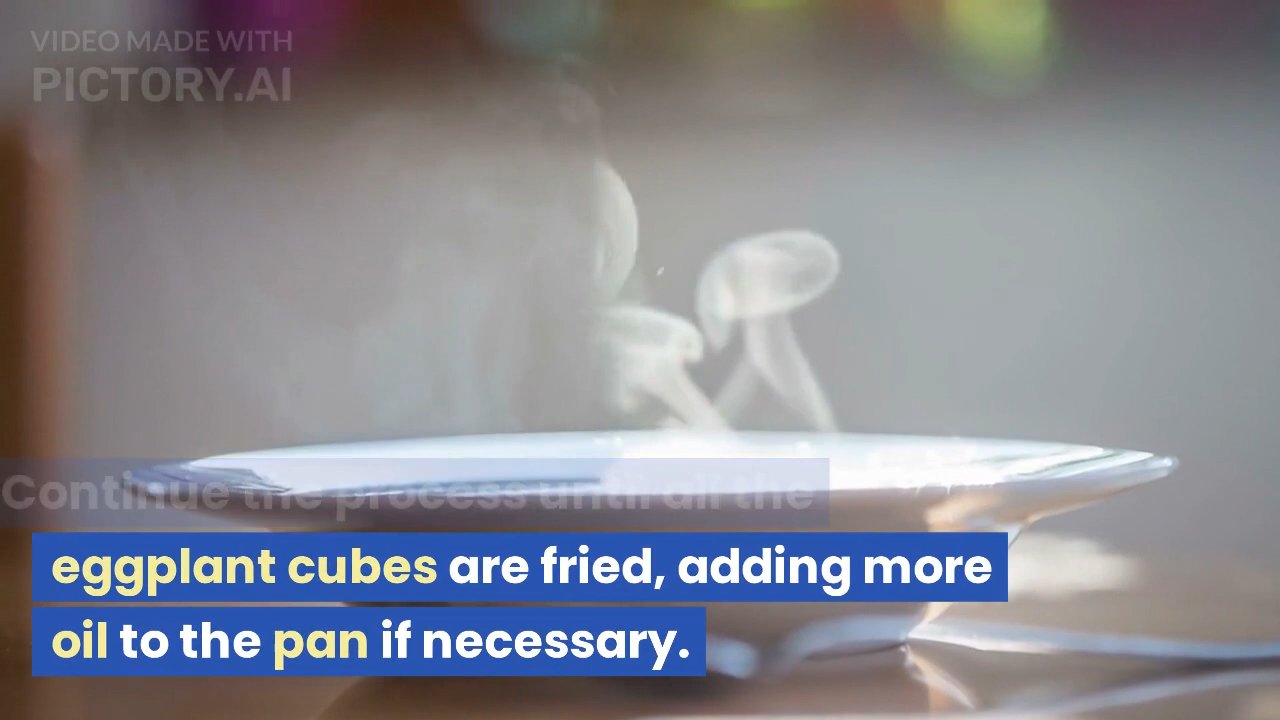 VIDEO MADE WITH
PICTORY.AI
Continue the process until all the
eggplant cubes are fried, adding more
oil to the pan if necessary.